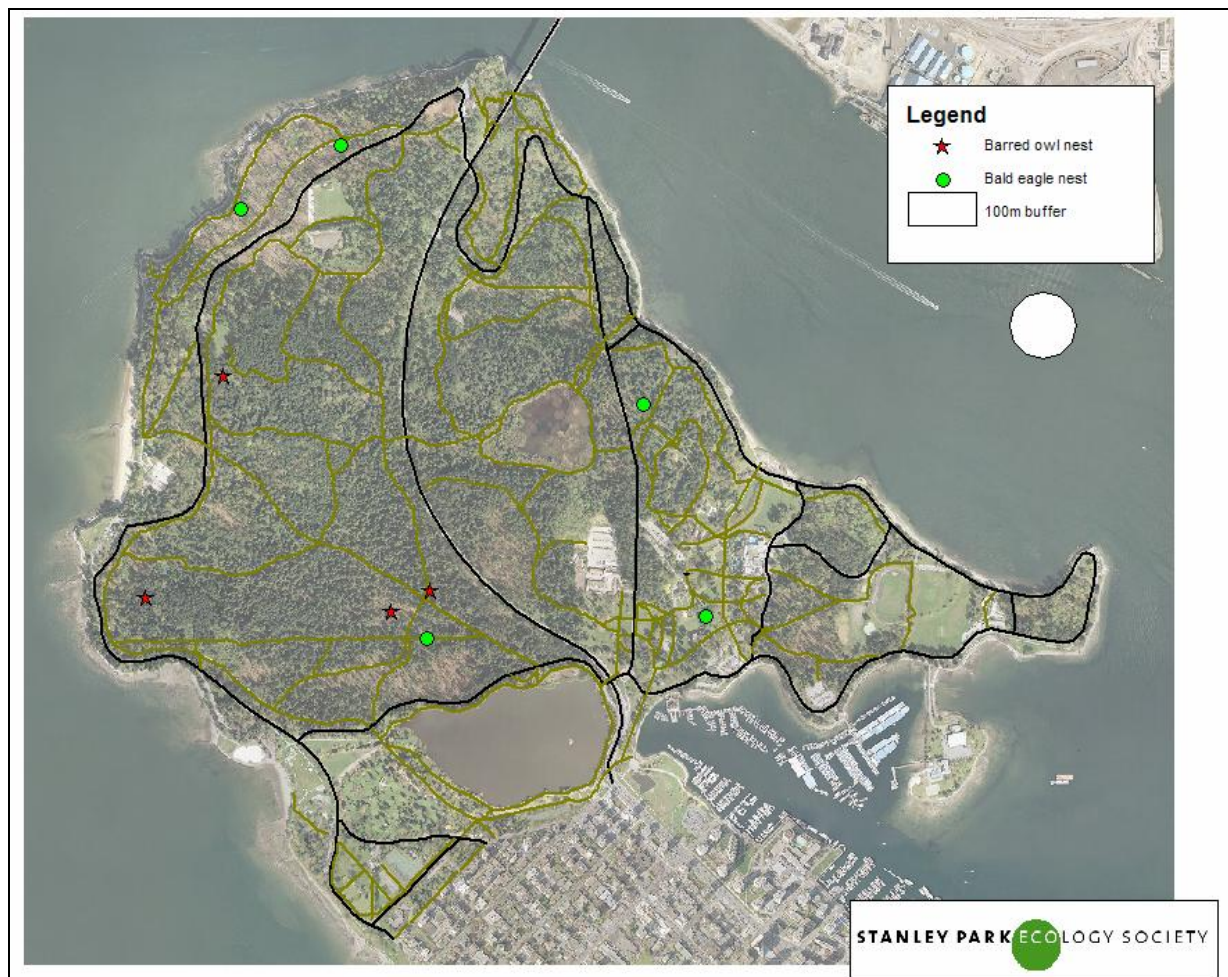 Legend
Barred owl nest
Bald eagle nest
100m buffer
STANLEY PARK ECOLOGY SOCIETY